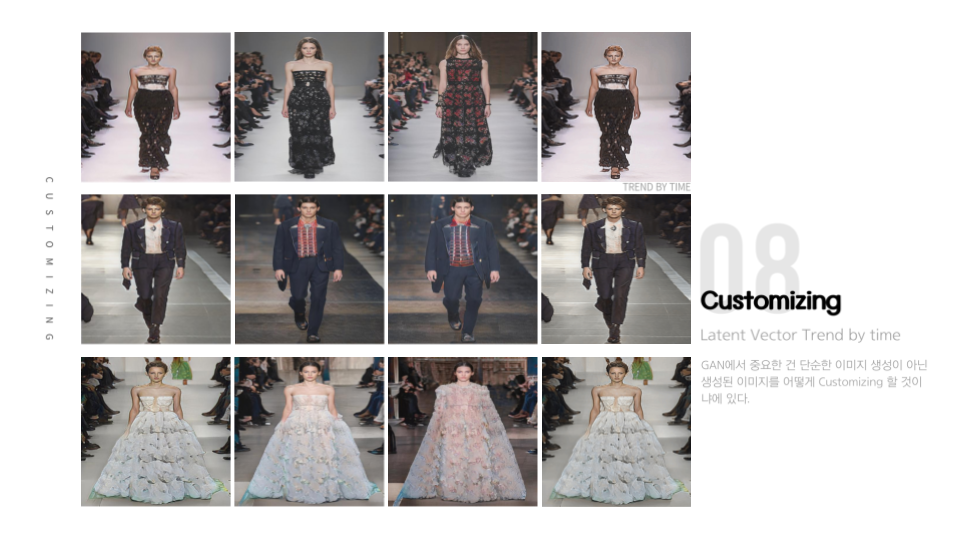 CUSTOMIZING
TREND BY TIME
08
Customizing
Latent Vector Trend by time
GAN에서 중요한 건 단순한 이미지 생성이 아닌
생성된 이미지를 어떻게 Customizing 할 것이
냐에 있다.